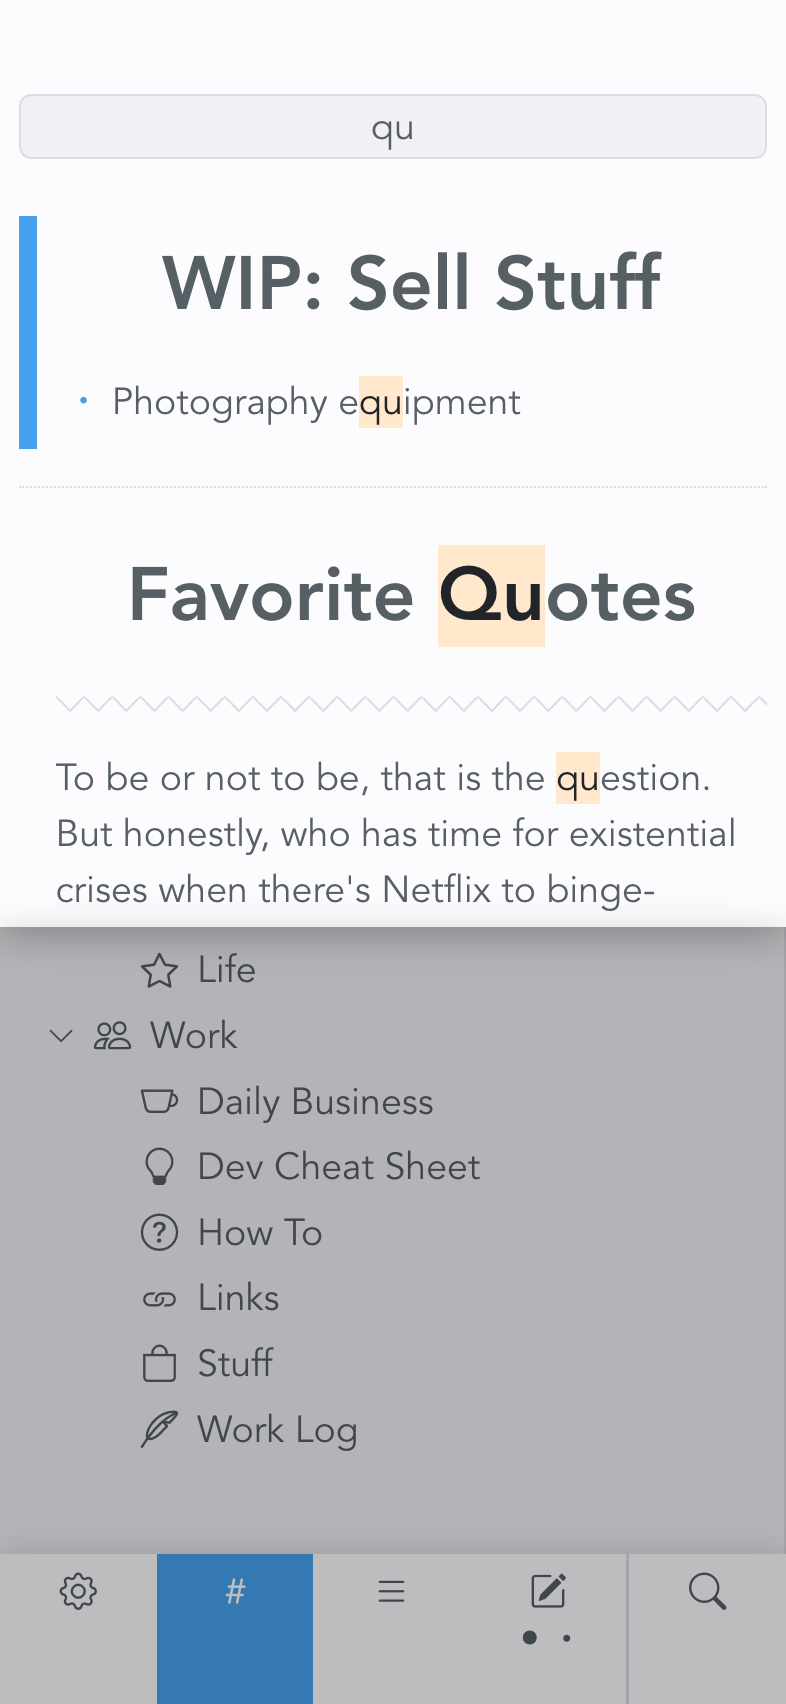 qu
WIP: Sell Stuff
• Photography equipment
Favorite Quotes
To be or not to be, that is the question.
But honestly, who has time for existential
crises when there's Netflix to binge-
Life
Work
Daily Business
Dev Cheat Sheet
? How To
Links
Stuff
Work Log
#